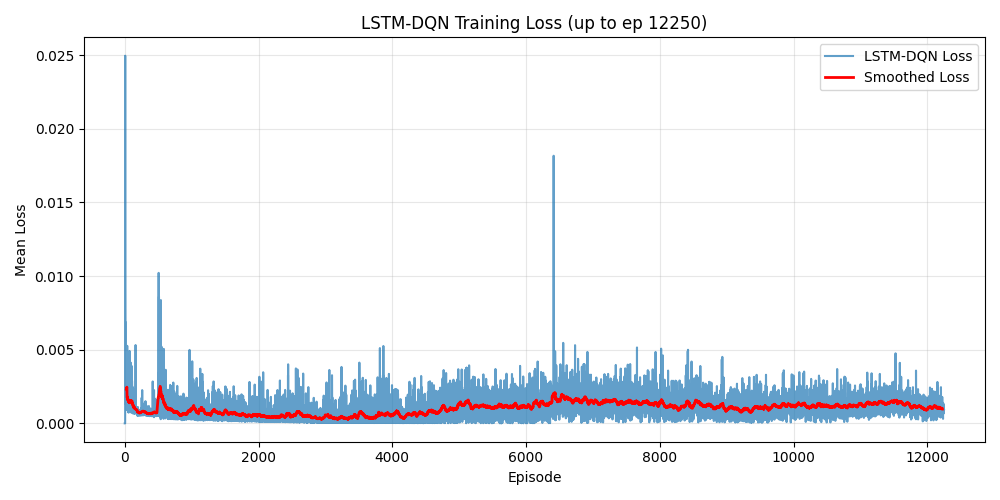 LSTM-DQN Training Loss (up to ep 12250)
LSTM-DQN Loss
Smoothed Loss
Mean Loss
0.025
0.020
0.015
0.010
0.005
0.000
0 2000 4000 6000 8000 10000 12000
Episode